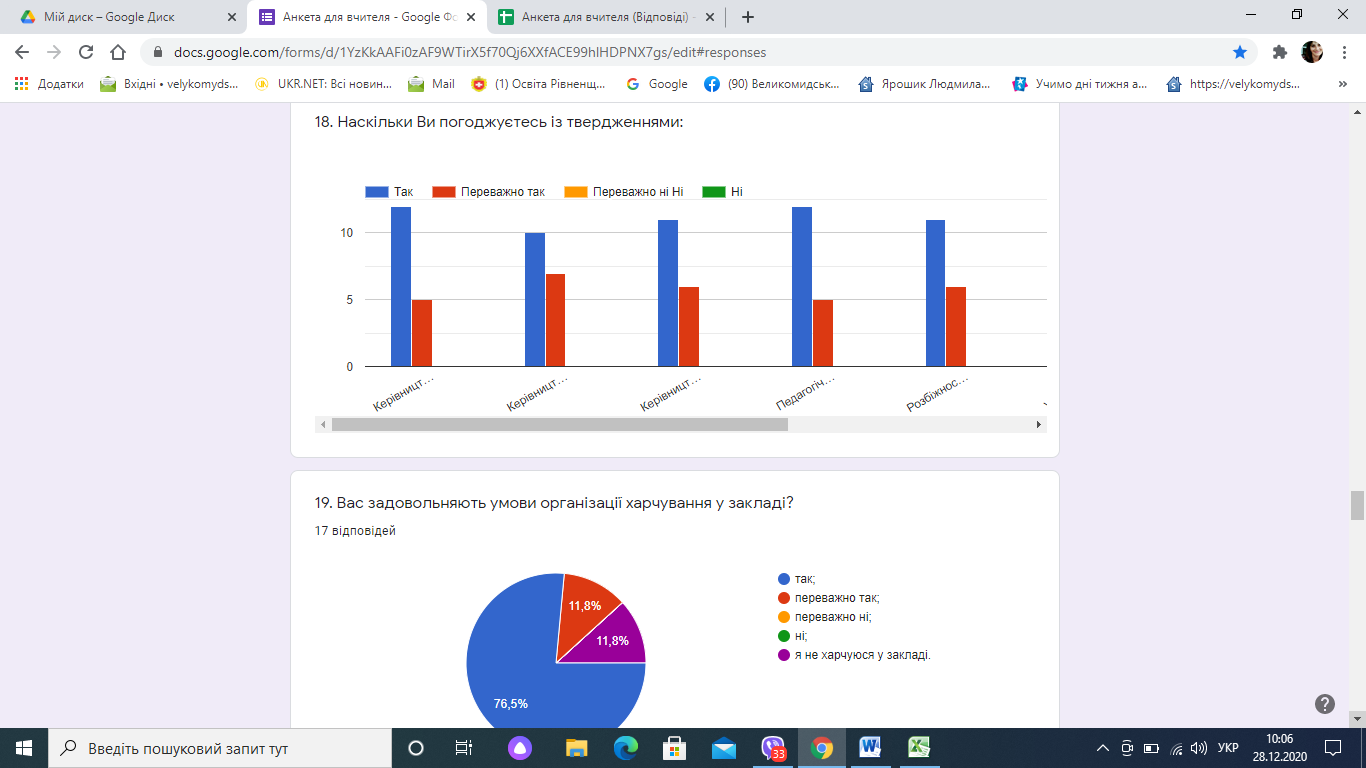 Мій диск – Google Диск
Анкета для вчителя - Google Фо
Анкета для вчителя (Відповіді) -
docs.google.com/forms/d/1YzKkAAFi0zAF9WTirX5f70Qj6XXfACE99hlHDPNX7gs/edit#responses
Додатки
Вхідні • velykomyds...
UKR.NET: Всі новин...
Mail
(1) Освіта Рівненщ...
Google
(90) Великомидськ...
Ярошик Людмила...
Учимо дні тижня а...
https://velykomyds...
»
18. Наскільки Ви погоджуєтесь із твердженнями:
Так
Переважно так
Переважно ні Ні
Ні
10
5
0
Керівницт…
Керівницт…
Керівницт…
Педагогіч…
Розбіжнос…
19. Вас задовольняють умови організації харчування у закладі?
17 відповідей
11,8%
11,8%
76,5%
так;
переважно так;
переважно ні;
ні;
я не харчуюся у закладі.
Введіть пошуковий запит тут
33
УКР
10:06
28.12.2020